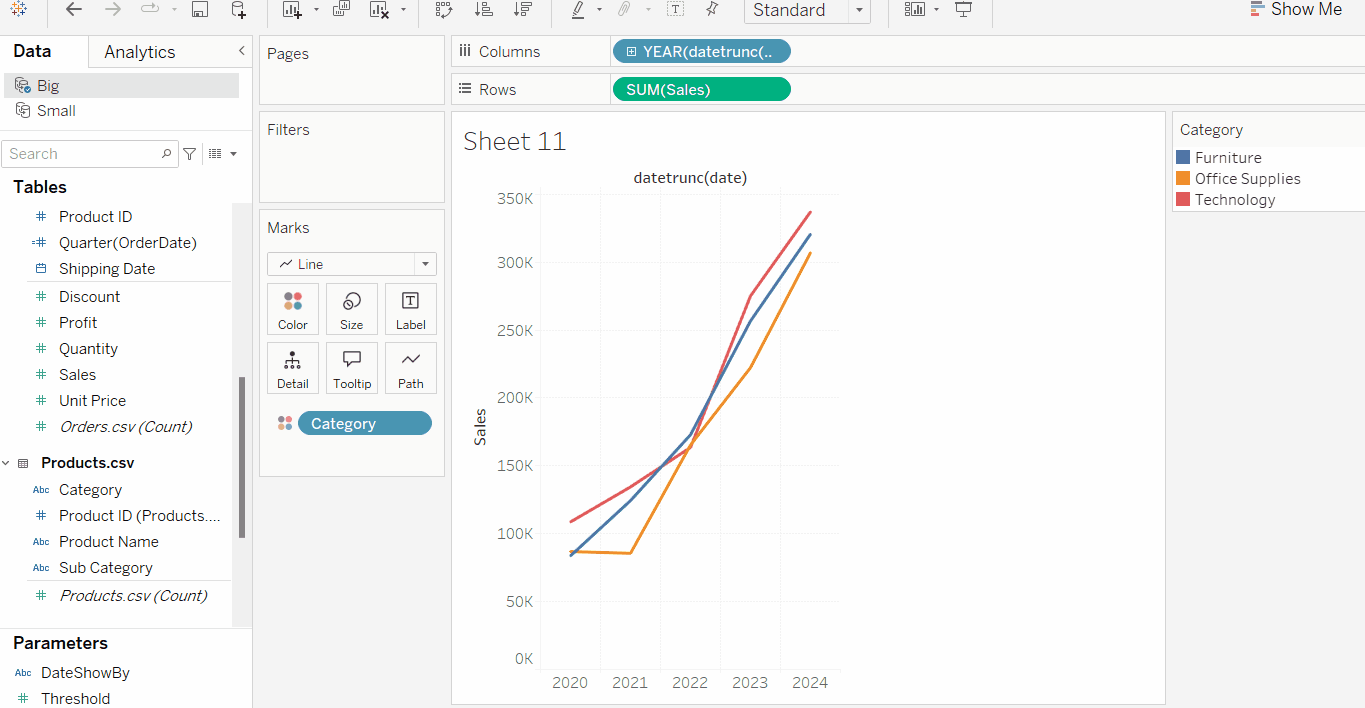 Standard
Show Me
Data
Analytics
Big
Small
Search
Tables
Product ID
Quarter(OrderDate)
Shipping Date
Discount
Profit
Quantity
Sales
Unit Price
Orders.csv (Count)
Products.csv
Category
Product ID (Products....
Product Name
Sub Category
Products.csv (Count)
Parameters
DateShowBy
Threshold
Pages
Filters
Marks
Line
Color
Size
Label
Detail
Tooltip
Path
Category
Columns
YEAR(datetrunc(..
Rows
SUM(Sales)
Sheet 11
datetrunc(date)
350K
300K
250K
200K
150K
100K
50K
0K
Sales
2020 2021 2022 2023 2024
Category
Furniture
Office Supplies
Technology